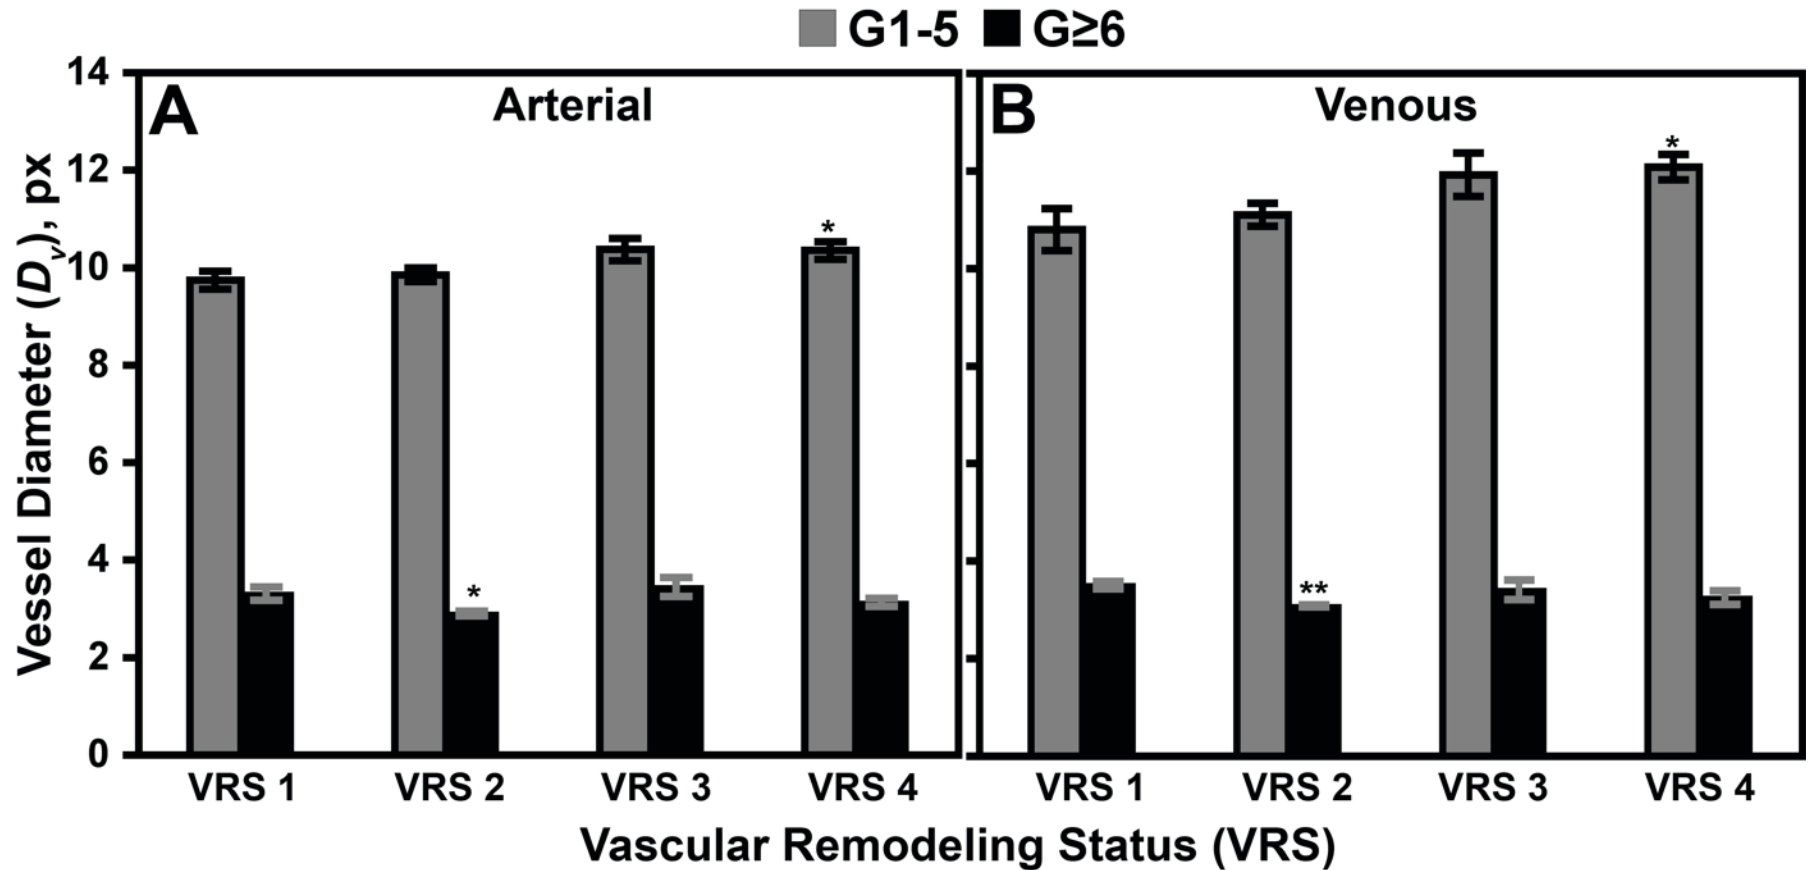 G1-5 G≥6
A Arterial
B Venous
Vessel Diameter (Dv), px
14
12
10
8
6
4
2
0
*
*
*
**
VRS 1 VRS 2 VRS 3 VRS 4
VRS 1 VRS 2 VRS 3 VRS 4
Vascular Remodeling Status (VRS)